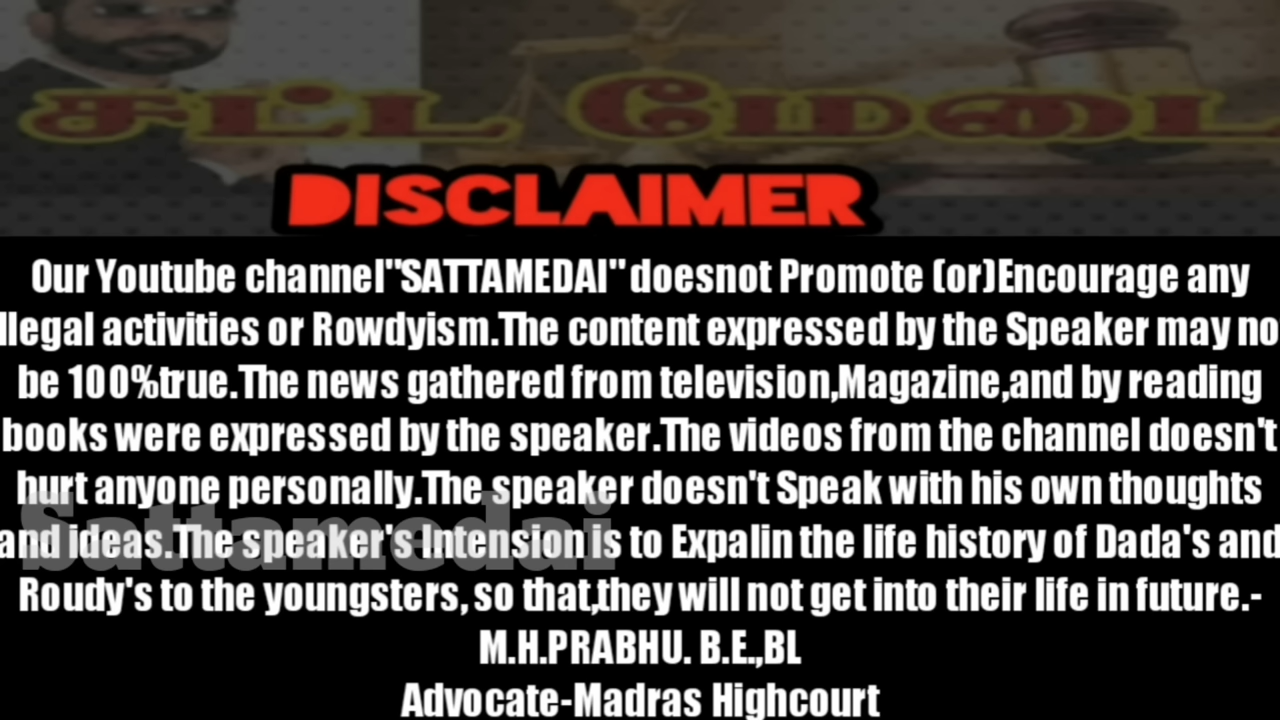 சட்ட மேடை
DISCLAIMER
Our Youtube channel"SATTAMEDAI"doesnot Promote (or)Encourage any
llegal activities or Rowdyism.The content expressed by the Speaker may no
be 100%true.The news gathered from television,Magazine,and by reading
books were expressed by the speaker.The videos from the channel doesn't
hurt anyone personally.The speaker doesn't Speak with his own thoughts
and ideas.The speaker's Intension is to Expalin the life history of Dada's and
Roudy's to the youngsters, so that,they will not get into their life in future.-
M.H.PRABHU. B.E.,BL
Advocate-Madras Highcourt
Sattamedai